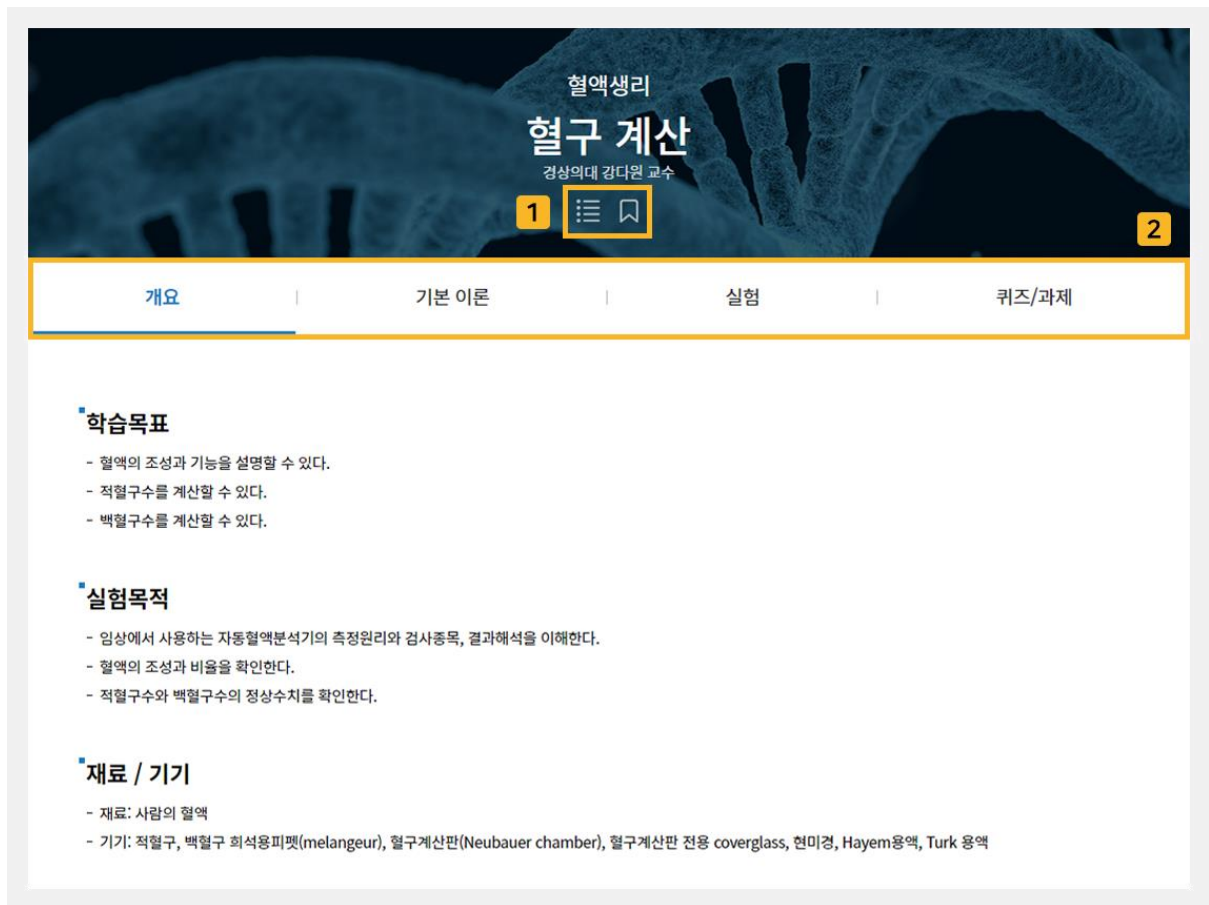 혈액생리
혈구 계산
경상의대 강다원 교수
1
2
개요 | 기본 이론 | 실험 | 퀴즈/과제
학습목표
- 혈액의 조성과 기능을 설명할 수 있다.
- 적혈구수를 계산할 수 있다.
- 백혈구수를 계산할 수 있다.
실험목적
- 임상에서 사용하는 자동혈액분석기의 측정원리와 검사종목, 결과해석을 이해한다.
- 혈액의 조성과 비율을 확인한다.
- 적혈구수와 백혈구수의 정상수치를 확인한다.
재료 / 기기
- 재료: 사람의 혈액
- 기기: 적혈구, 백혈구 희석용피펫(melangeur), 혈구계산판(Neubauer chamber), 혈구계산판 전용 coverglass, 현미경, Hayem용액, Turk 용액